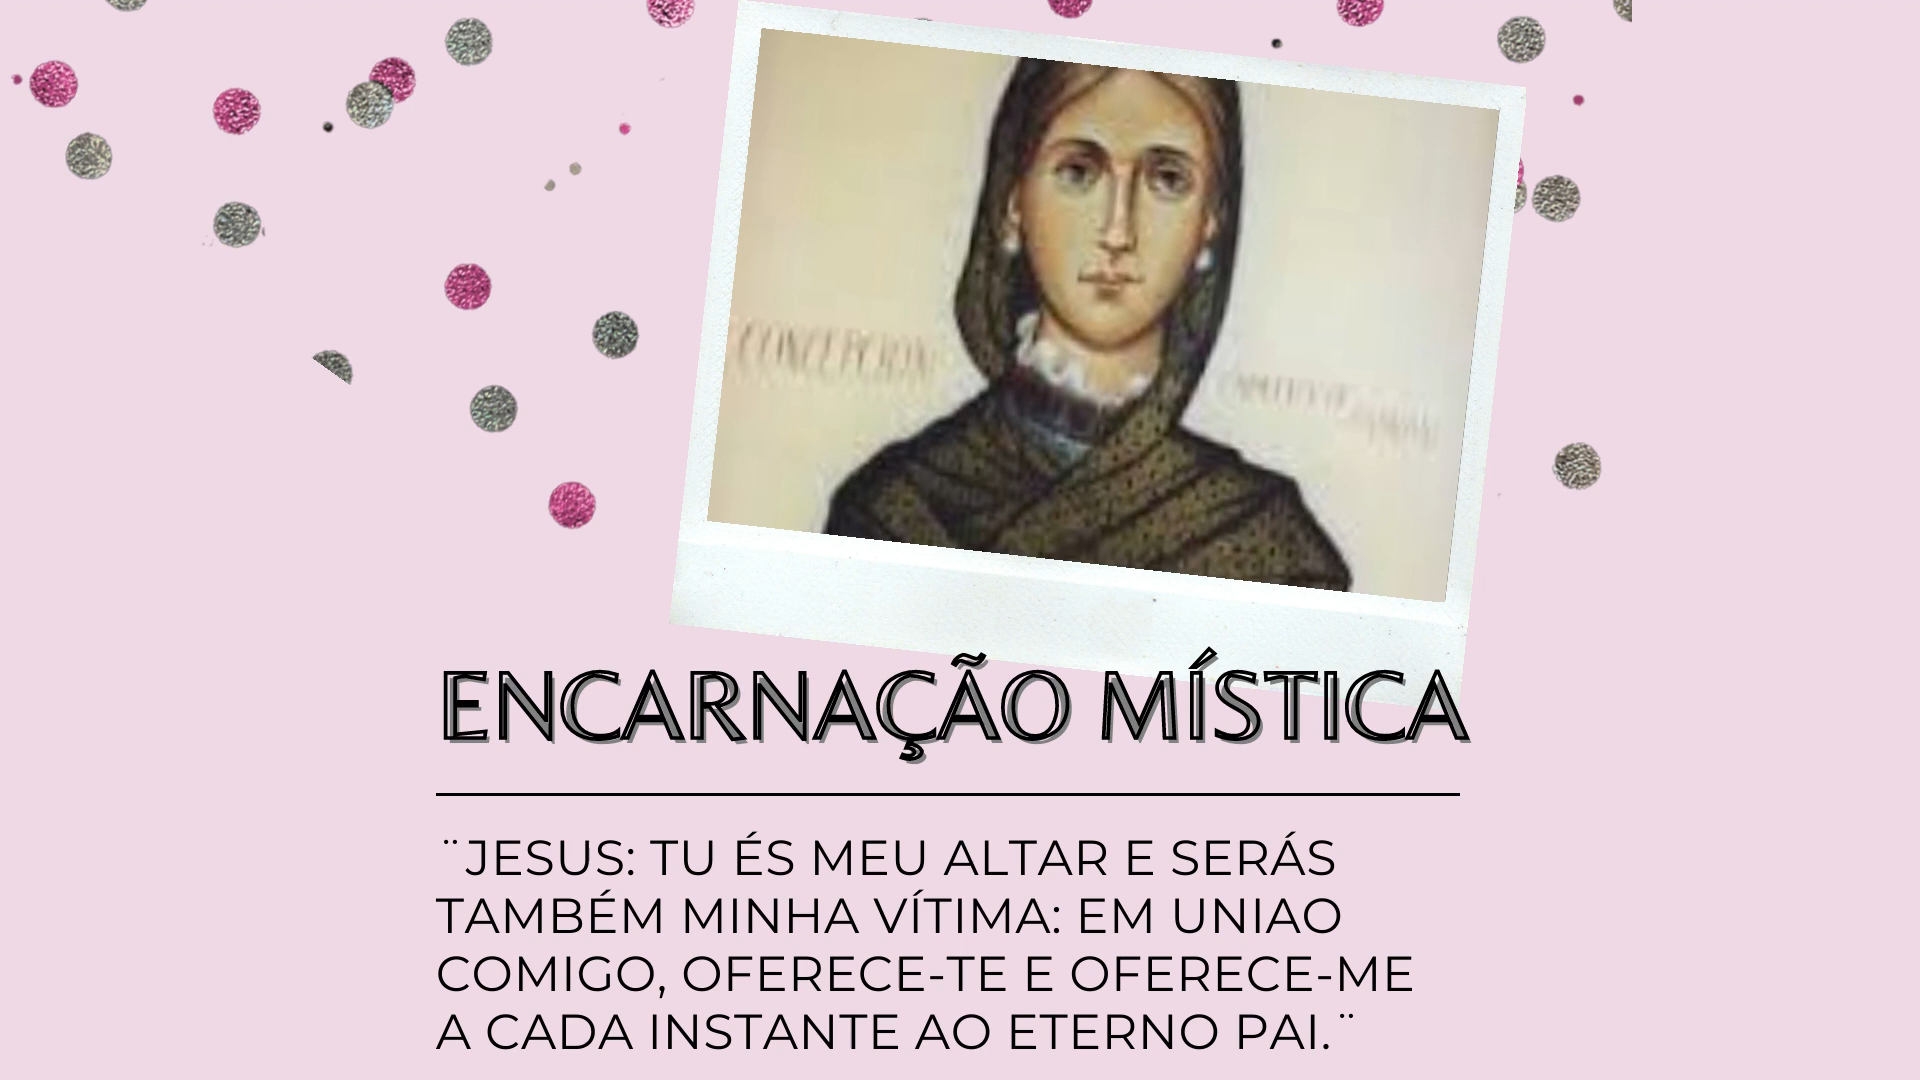 CONCEPCION
ENCARNAÇÃO MÍSTICA
¨JESUS: TU ÉS MEU ALTAR E SERÁS
TAMBÉM MINHA VÍTIMA: EM UNIAO
COMIGO, OFERECE-TE E OFERECE-ME
A CADA INSTANTE AO ETERNO PAI.¨